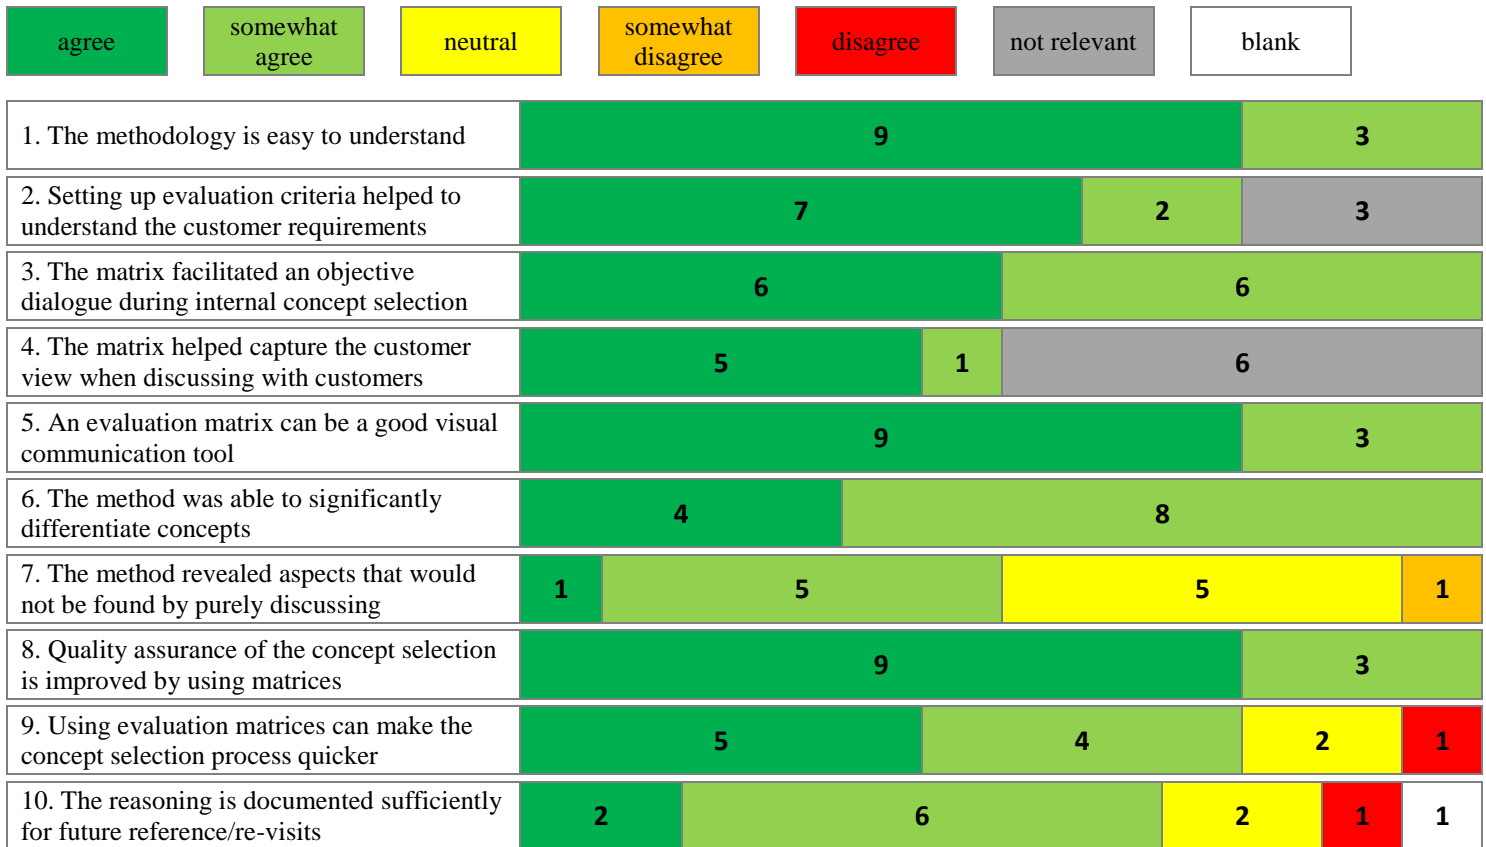 agree
somewhat
agree
neutral
somewhat
disagree
disagree
not relevant
blank
1. The methodology is easy to understand
9
3
2. Setting up evaluation criteria helped to
understand the customer requirements
7
2
3
3. The matrix facilitated an objective
dialogue during internal concept selection
6
6
4. The matrix helped capture the customer
view when discussing with customers
5
1
6
5. An evaluation matrix can be a good visual
communication tool
9
3
6. The method was able to significantly
differentiate concepts
4
8
7. The method revealed aspects that would
not be found by purely discussing
1
5
5
1
8. Quality assurance of the concept selection
is improved by using matrices
9
3
9. Using evaluation matrices can make the
concept selection process quicker
5
4
2
1
10. The reasoning is documented sufficiently
for future reference/re-visits
2
6
2
1
1